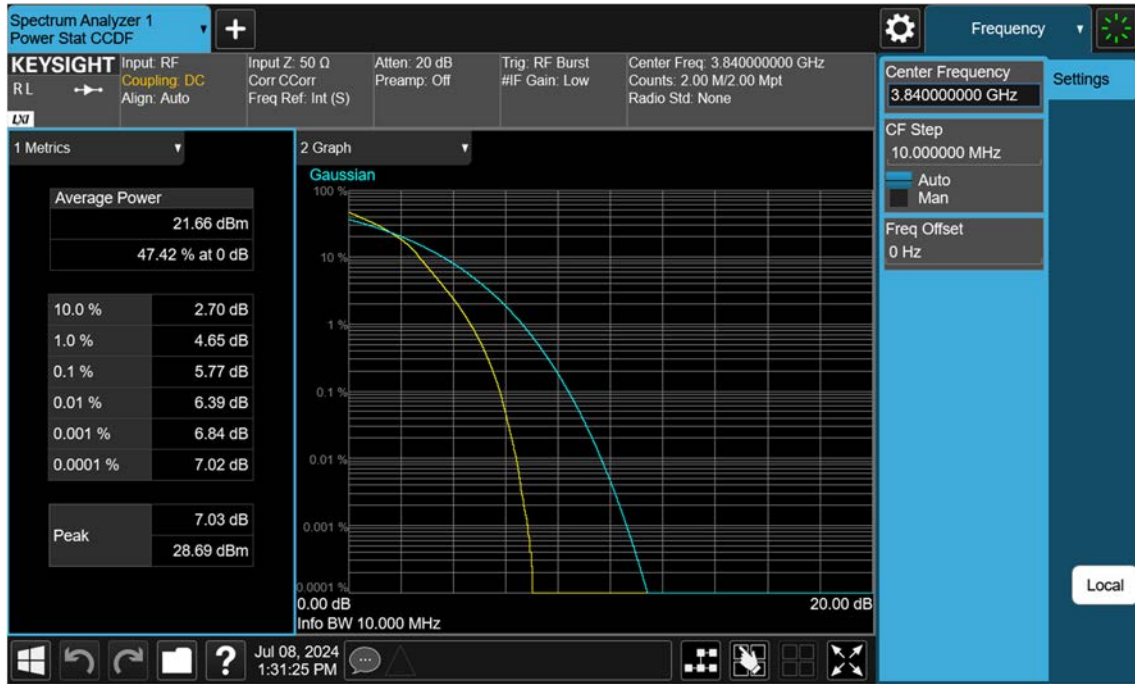 Spectrum Analyzer 1
Power Stat CCDF
+
Frequency
KEYSIGHT
R L
LXI
Input: RF
Coupling: DC
Align: Auto
Input Z: 50 Ω
Corr CCorr
Freq Ref: Int (S)
Atten: 20 dB
Preamp: Off
Trig: RF Burst
#IF Gain: Low
Center Freq: 3.840000000 GHz
Counts: 2.00 M/2.00 Mpt
Radio Std: None
Center Frequency
3.840000000 GHz
Settings
CF Step
10.000000 MHz
Auto
Man
Freq Offset
0 Hz
Local
1 Metrics
Average Power
21.66 dBm
47.42 % at 0 dB
10.0 % 2.70 dB
1.0 % 4.65 dB
0.1 % 5.77 dB
0.01 % 6.39 dB
0.001 % 6.84 dB
0.0001 % 7.02 dB
Peak
7.03 dB
28.69 dBm
2 Graph
Gaussian
100 %
10 %
1 %
0.1 %
0.01 %
0.001 %
0.0001 %
0.00 dB 20.00 dB
Info BW 10.000 MHz
?
Jul 08, 2024
1:31:25 PM